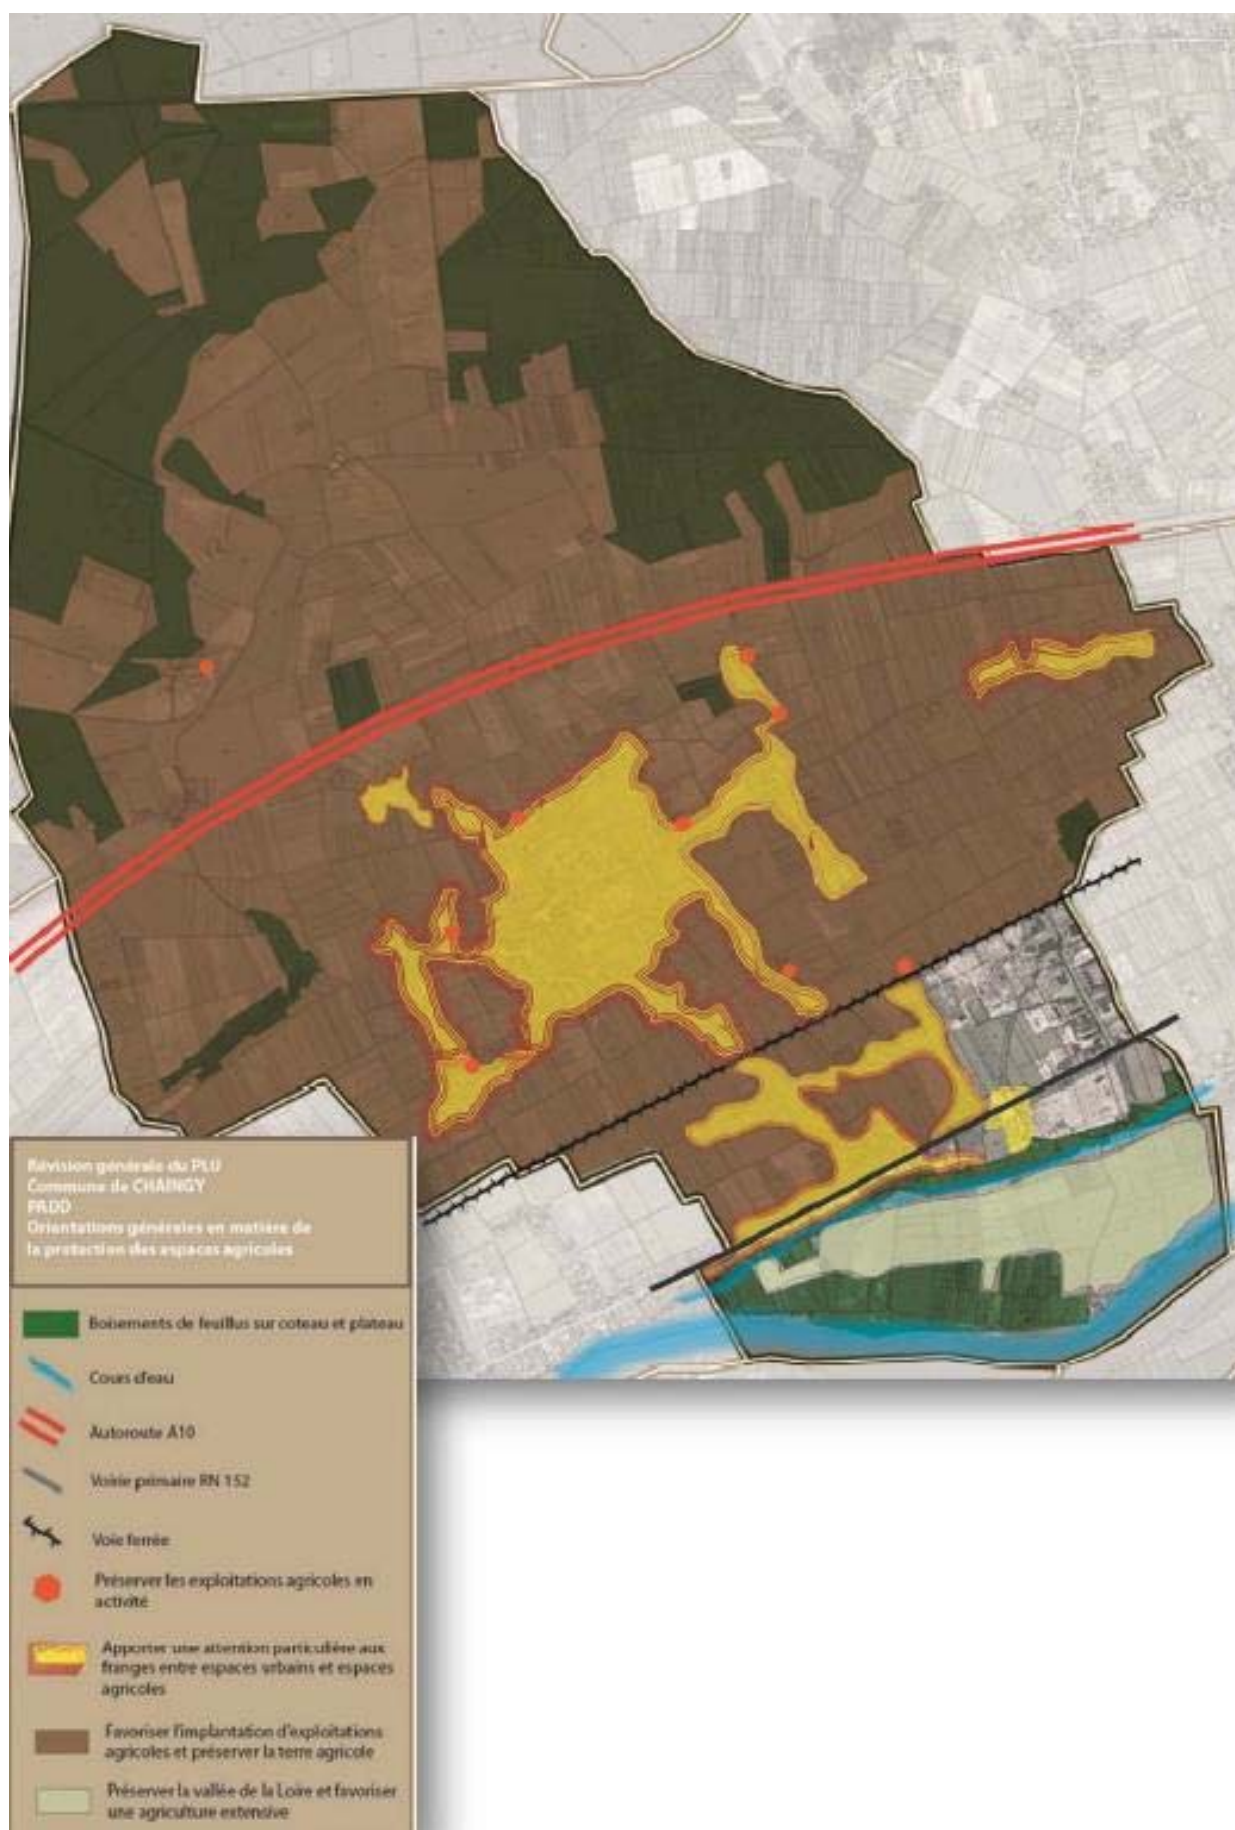 Révision générale du PLU
Commune de CHAINGY
PADD
Orientations générales en matière de
la protection des espaces agricoles
Boisements de feuillus sur coteau et plateau
Cours d'eau
Autoroute A10
Voirie primaire RN 152
Voie ferrée
Préserver les exploitations agricoles en
activité
Apporter une attention particulière aux
franges entre espaces urbains et espaces
agricoles
Favoriser l'implantation d'exploitations
agricoles et préserver la terre agricole
Préserver la vallée de la Loire et favoriser
une agriculture extensive